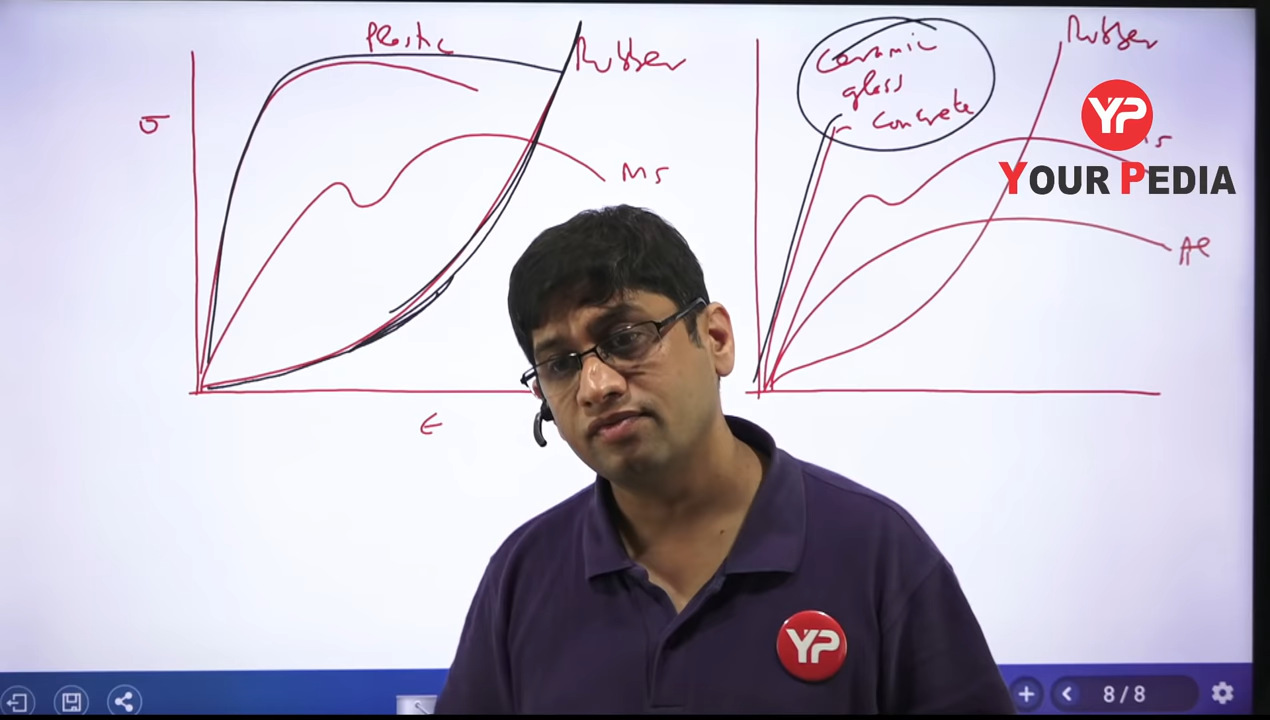 Plastic
Rubber
σ
MS
ϵ
Ceramic
glass
Concrete
Rubber
YP
YOUR PEDIA
Al
YP
8/8